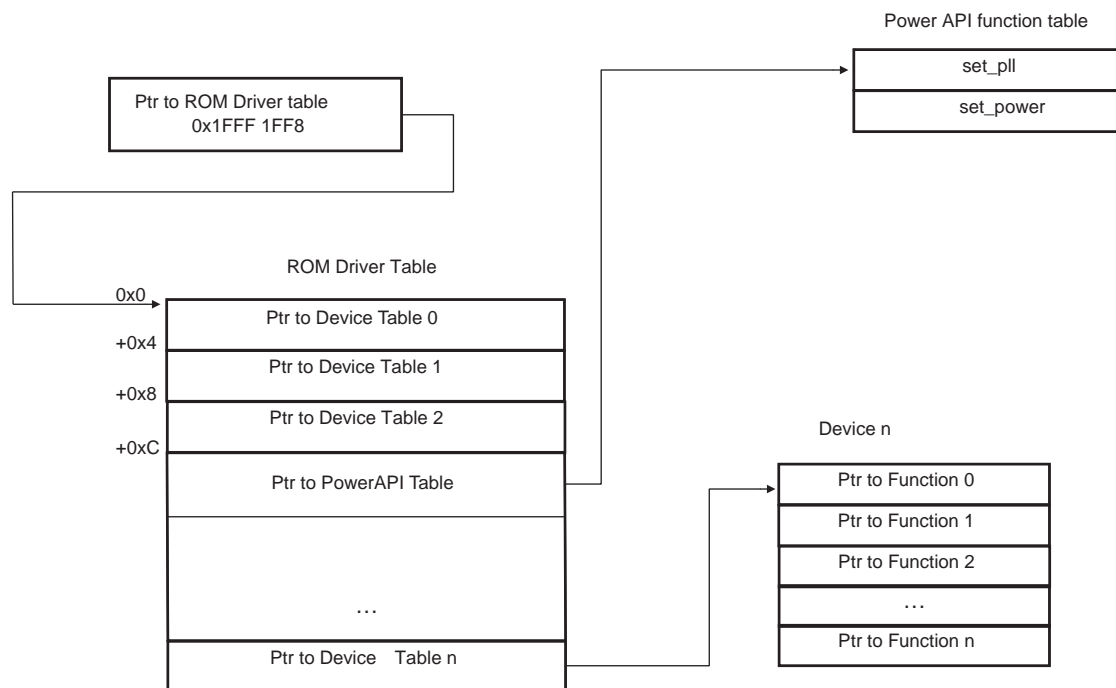 Power API function table
set_pll
set_power
Ptr to ROM Driver table
0x1FFF 1FF8
ROM Driver Table
0x0
Ptr to Device Table 0
+0x4
Ptr to Device Table 1
+0x8
Ptr to Device Table 2
+0xC
Ptr to PowerAPI Table
…
Ptr to Device Table n
Device n
Ptr to Function 0
Ptr to Function 1
Ptr to Function 2
…
Ptr to Function n